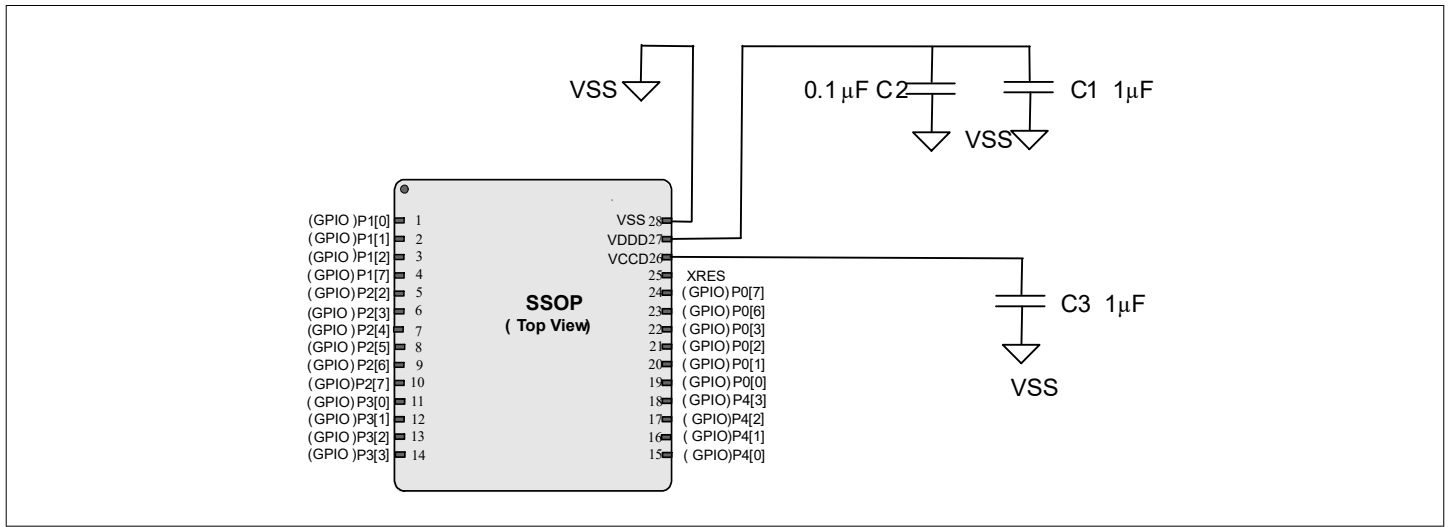 VSS
0.1 µF C2
C1 1µF
VSS
(GPIO )P1[0] 1
(GPIO )P1[1] 2
(GPIO )P1[2] 3
(GPIO )P1[7] 4
(GPIO )P2[2] 5
(GPIO )P2[3] 6
(GPIO )P2[4] 7
(GPIO )P2[5] 8
(GPIO )P2[6] 9
(GPIO)P2[7] 10
(GPIO )P3[0] 11
(GPIO )P3[1] 12
(GPIO )P3[2] 13
(GPIO )P3[3] 14
SSOP
( Top View)
VSS 28
VDDD27
VCCD26
25 XRES
24 (GPIO) P0[7]
23 (GPIO) P0[6]
22 (GPIO) P0[3]
21 (GPIO) P0[2]
20 (GPIO) P0[1]
19 (GPIO) P0[0]
18 (GPIO) P4[3]
17 ( GPIO)P4[2]
16 ( GPIO)P4[1]
15 ( GPIO)P4[0]
C3 1µF
VSS